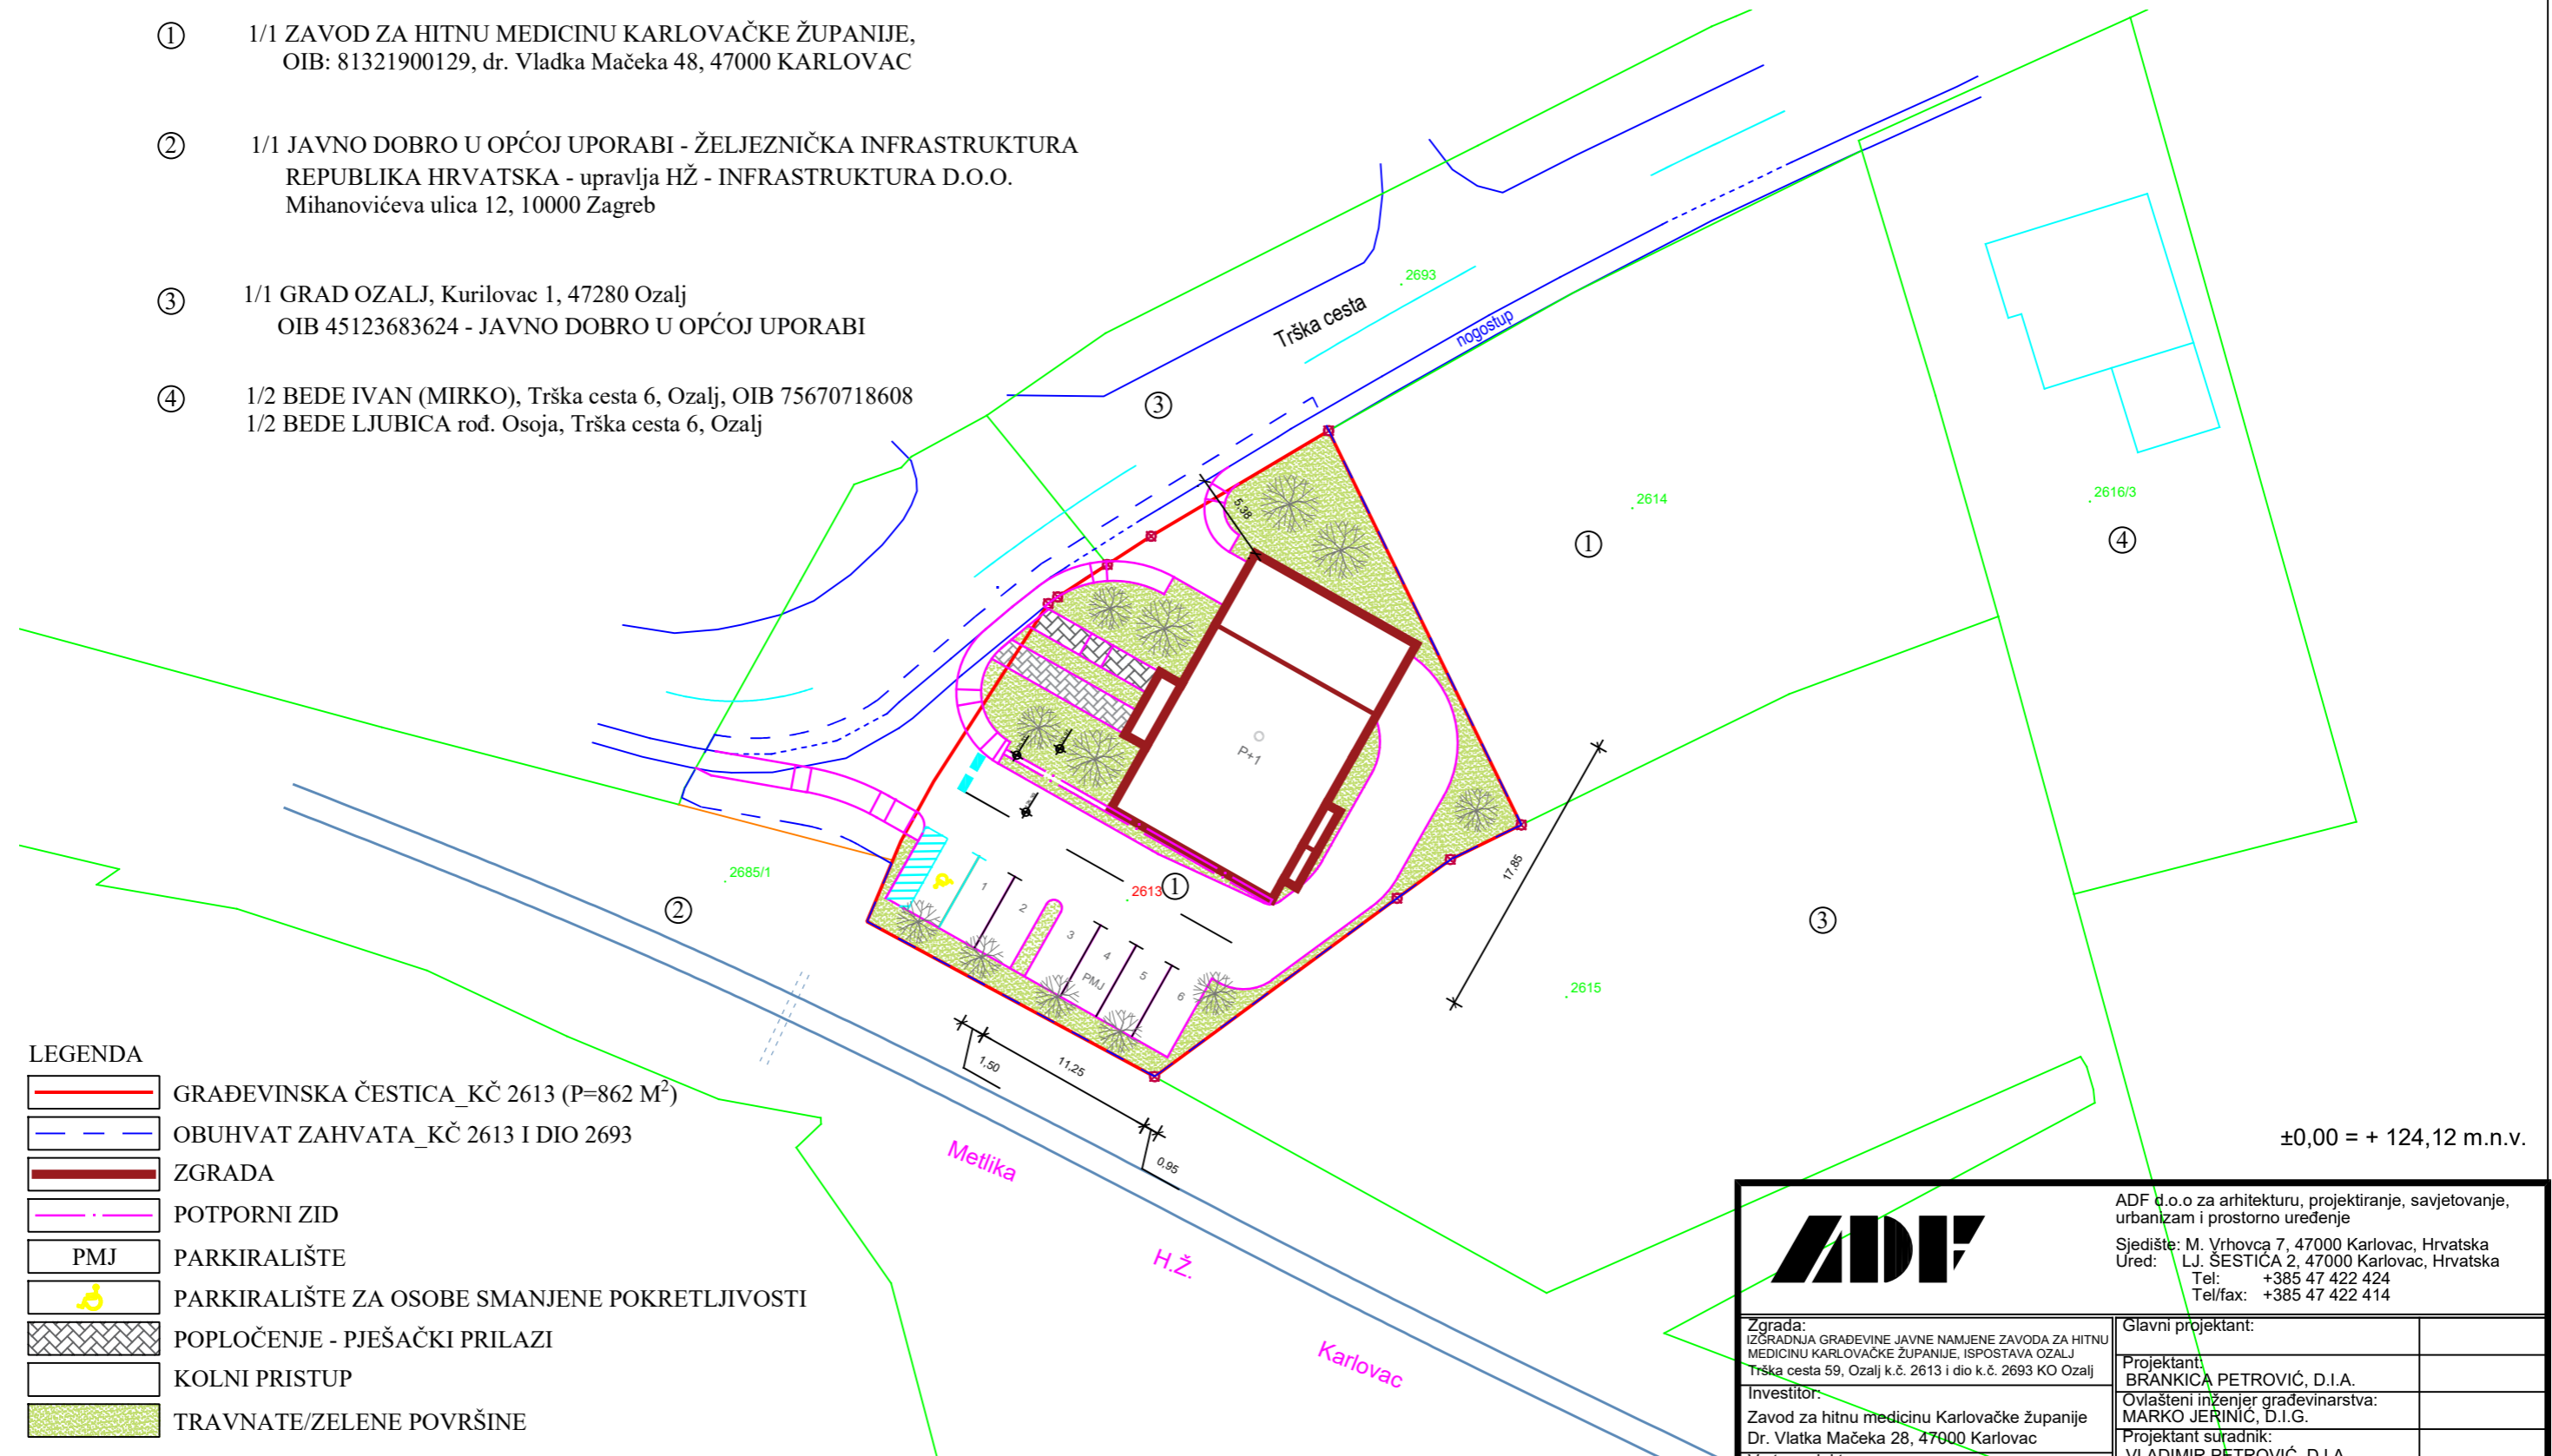 ① 1/1 ZAVOD ZA HITNU MEDICINU KARLOVAČKE ŽUPANIJE,
OIB: 81321900129, dr. Vladka Mačeka 48, 47000 KARLOVAC
② 1/1 JAVNO DOBRO U OPĆOJ UPORABI - ŽELJEZNIČKA INFRASTRUKTURA
REPUBLIKA HRVATSKA - upravlja HŽ - INFRASTRUKTURA D.O.O.
Mihanovićeva ulica 12, 10000 Zagreb
③ 1/1 GRAD OZALJ, Kurilovac 1, 47280 Ozalj
OIB 45123683624 - JAVNO DOBRO U OPĆOJ UPORABI
④ 1/2 BEDE IVAN (MIRKO), Trška cesta 6, Ozalj, OIB 75670718608
1/2 BEDE LJUBICA rođ. Osoja, Trška cesta 6, Ozalj
2693
Trška cesta
nogostup
③
5,38
2614
①
2616/3
④
P+1
17,85
2685/1
②
2613
①
③
1
2
3
4
PMJ
5
6
2615
1,50
11,25
0,95
Metlika
H.Ž.
Karlovac
LEGENDA
GRAĐEVINSKA ČESTICA_KČ 2613 (P=862 M²)
OBUHVAT ZAHVATA_KČ 2613 I DIO 2693
ZGRADA
POTPORNI ZID
PMJ PARKIRALIŠTE
PARKIRALIŠTE ZA OSOBE SMANJENE POKRETLJIVOSTI
POPLOČENJE - PJEŠAČKI PRILAZI
KOLNI PRISTUP
TRAVNATE/ZELENE POVRŠINE
±0,00 = + 124,12 m.n.v.
ADF
ADF d.o.o za arhitekturu, projektiranje, savjetovanje,
urbanizam i prostorno uređenje
Sjedište: M. Vrhovca 7, 47000 Karlovac, Hrvatska
Ured: LJ. ŠESTIĆA 2, 47000 Karlovac, Hrvatska
Tel: +385 47 422 424
Tel/fax: +385 47 422 414
Zgrada:
IZGRADNJA GRAĐEVINE JAVNE NAMJENE ZAVODA ZA HITNU
MEDICINU KARLOVAČKE ŽUPANIJE, ISPOSTAVA OZALJ
Trška cesta 59, Ozalj k.č. 2613 i dio k.č. 2693 KO Ozalj
Investitor:
Zavod za hitnu medicinu Karlovačke županije
Dr. Vlatka Mačeka 28, 47000 Karlovac
Glavni projektant:
Projektant:
BRANKICA PETROVIĆ, D.I.A.
Ovlašteni inženjer građevinarstva:
MARKO JERINIĆ, D.I.G.
Projektant suradnik:
VLADIMIR PETROVIĆ, D.I.A.